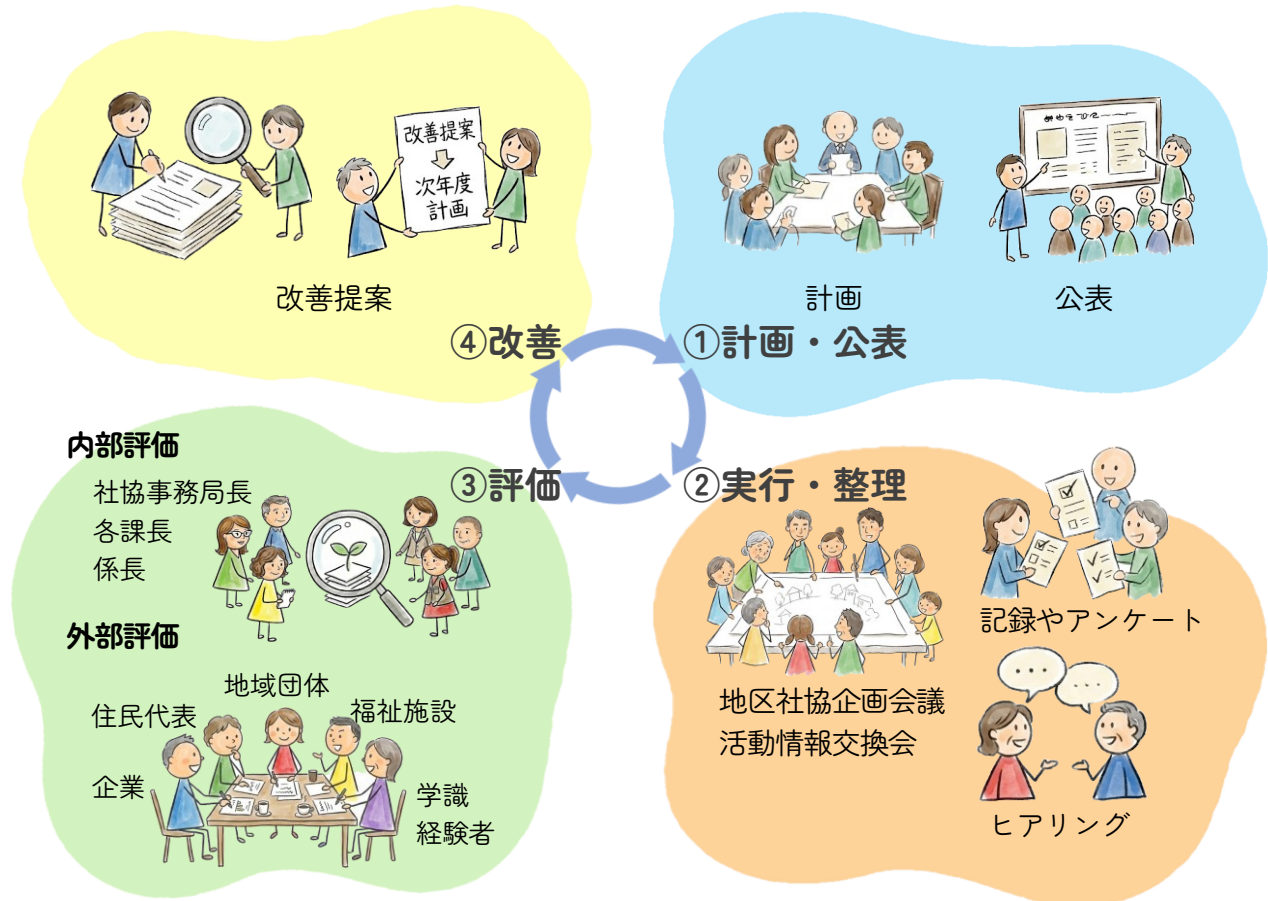 ①計画・公表
計画
公表
②実行・整理
記録やアンケート
地区社協企画会議
活動情報交換会
ヒアリング
③評価
内部評価
社協事務局長
各課長
係長
外部評価
地域団体
住民代表
福祉施設
企業
学識
経験者
④改善
改善提案
次年度
計画
改善提案